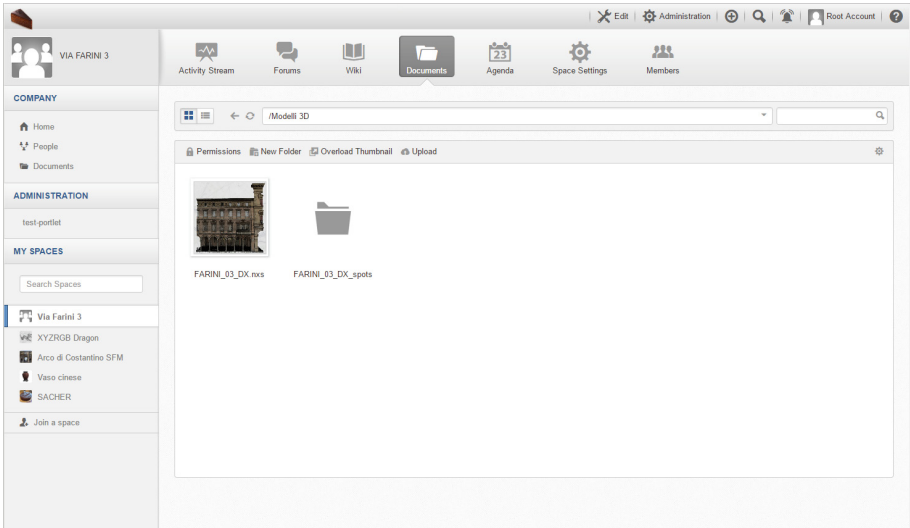 Edit
Administration
Root Account
VIA FARINI 3
Activity Stream
Forums
Wiki
Documents
23
Agenda
Space Settings
Members
COMPANY
Home
People
Documents
ADMINISTRATION
test-portlet
MY SPACES
Search Spaces
Via Farini 3
XYZRGB Dragon
Arco di Costantino SFM
Vaso cinese
SACHER
Join a space
/Modelli 3D
Permissions
New Folder
Overload Thumbnail
Upload
FARINI_03_DX.nxs
FARINI_03_DX_spots